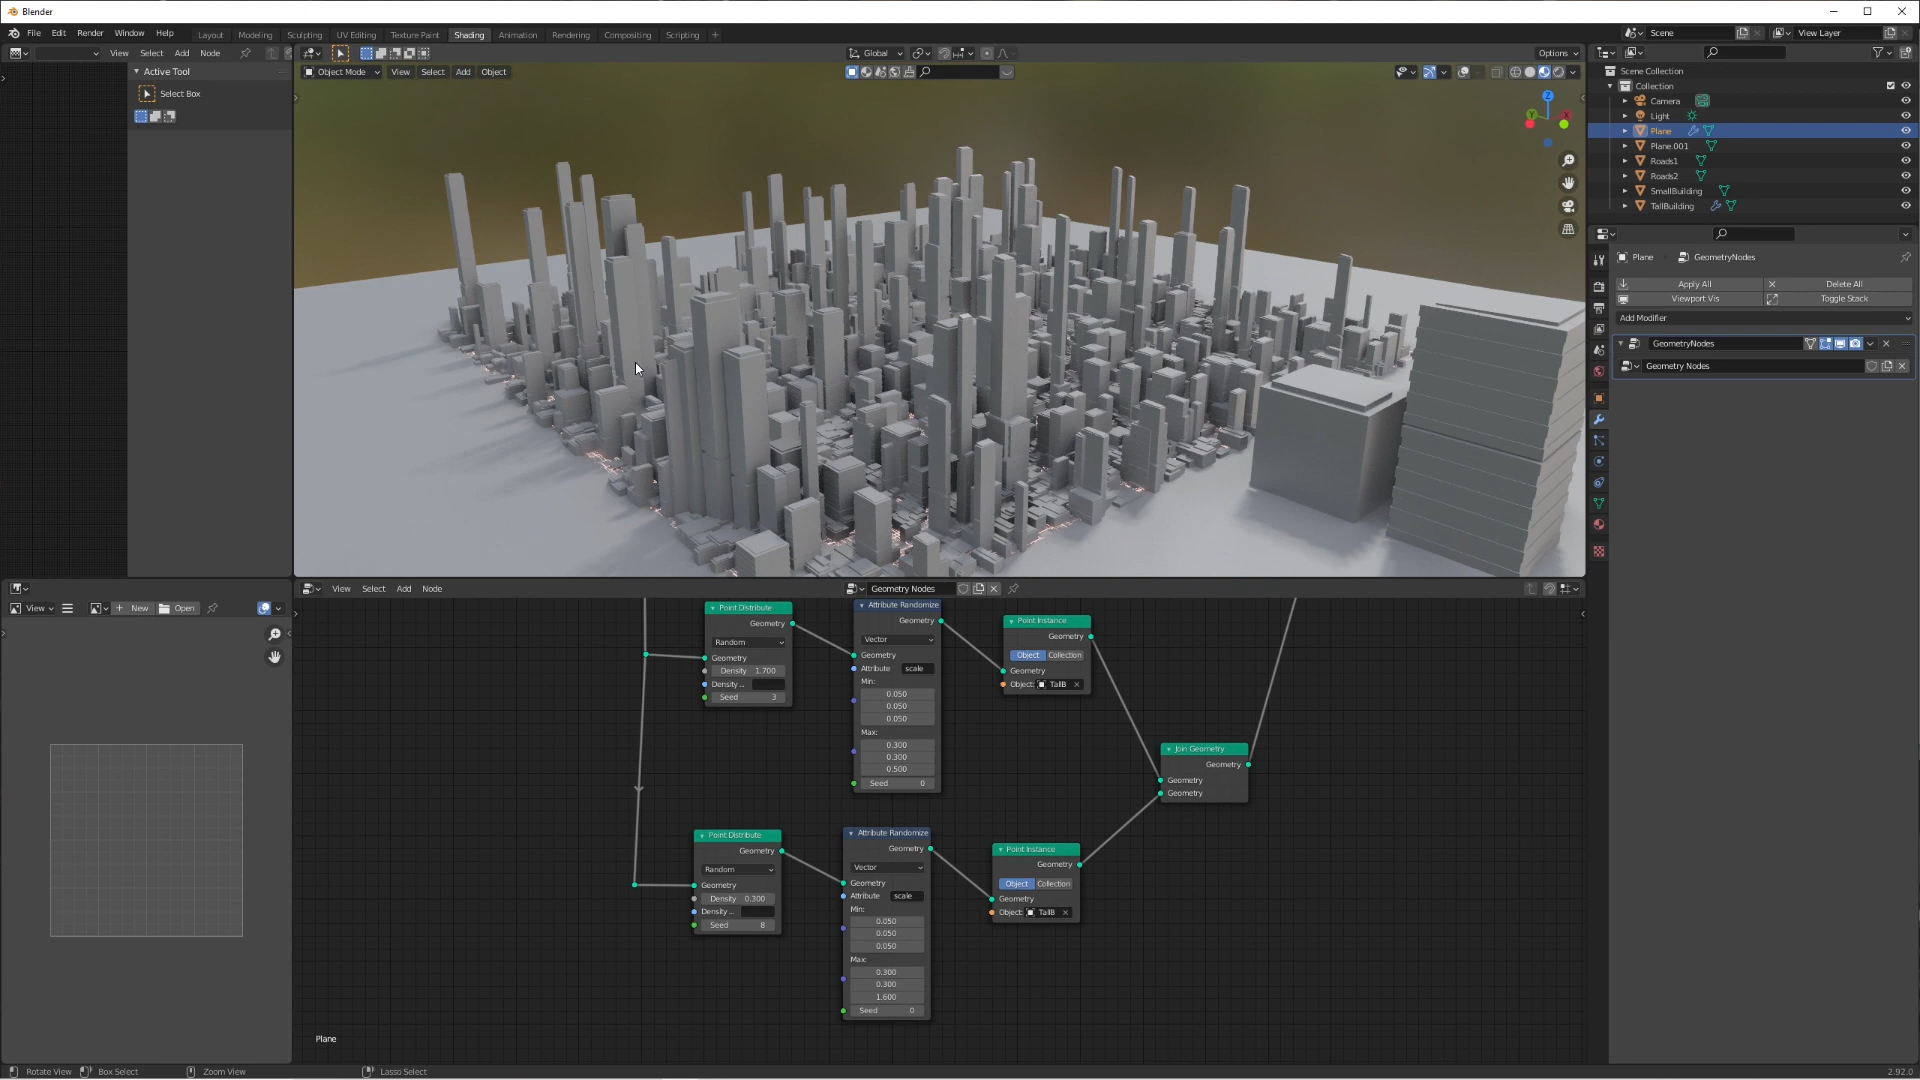 Blender
File Edit Render Window Help
Layout Modeling Sculpting UV Editing Texture Paint Shading Animation Rendering Compositing Scripting +
Scene
View Layer
View Select Add Node
Global
Options
Active Tool
Select Box
Object Mode View Select Add Object
Z
Y
X
Scene Collection
Collection
Camera
Light
Plane
Plane.001
Roads1
Roads2
SmallBuilding
TallBuilding
Plane GeometryNodes
Apply All Delete All
Viewport Vis Toggle Stack
Add Modifier
GeometryNodes
Geometry Nodes
View Select Add Node
Geometry Nodes
View
New
Open
Point Distribute
Geometry
Random
Geometry
Density 1.700
Density ..
Seed 3
Attribute Randomize
Geometry
Vector
Geometry
Attribute scale
Min:
0.050
0.050
0.050
Max:
0.300
0.300
0.500
Seed 0
Point Instance
Geometry
Object Collection
Geometry
Object: TallB
Join Geometry
Geometry
Geometry
Geometry
Point Distribute
Geometry
Random
Geometry
Density 0.300
Density ..
Seed 8
Attribute Randomize
Geometry
Vector
Geometry
Attribute scale
Min:
0.050
0.050
0.050
Max:
0.300
0.300
1.600
Seed 0
Point Instance
Geometry
Object Collection
Geometry
Object: TallB
Plane
Rotate View Box Select Zoom View Lasso Select 2.92.0